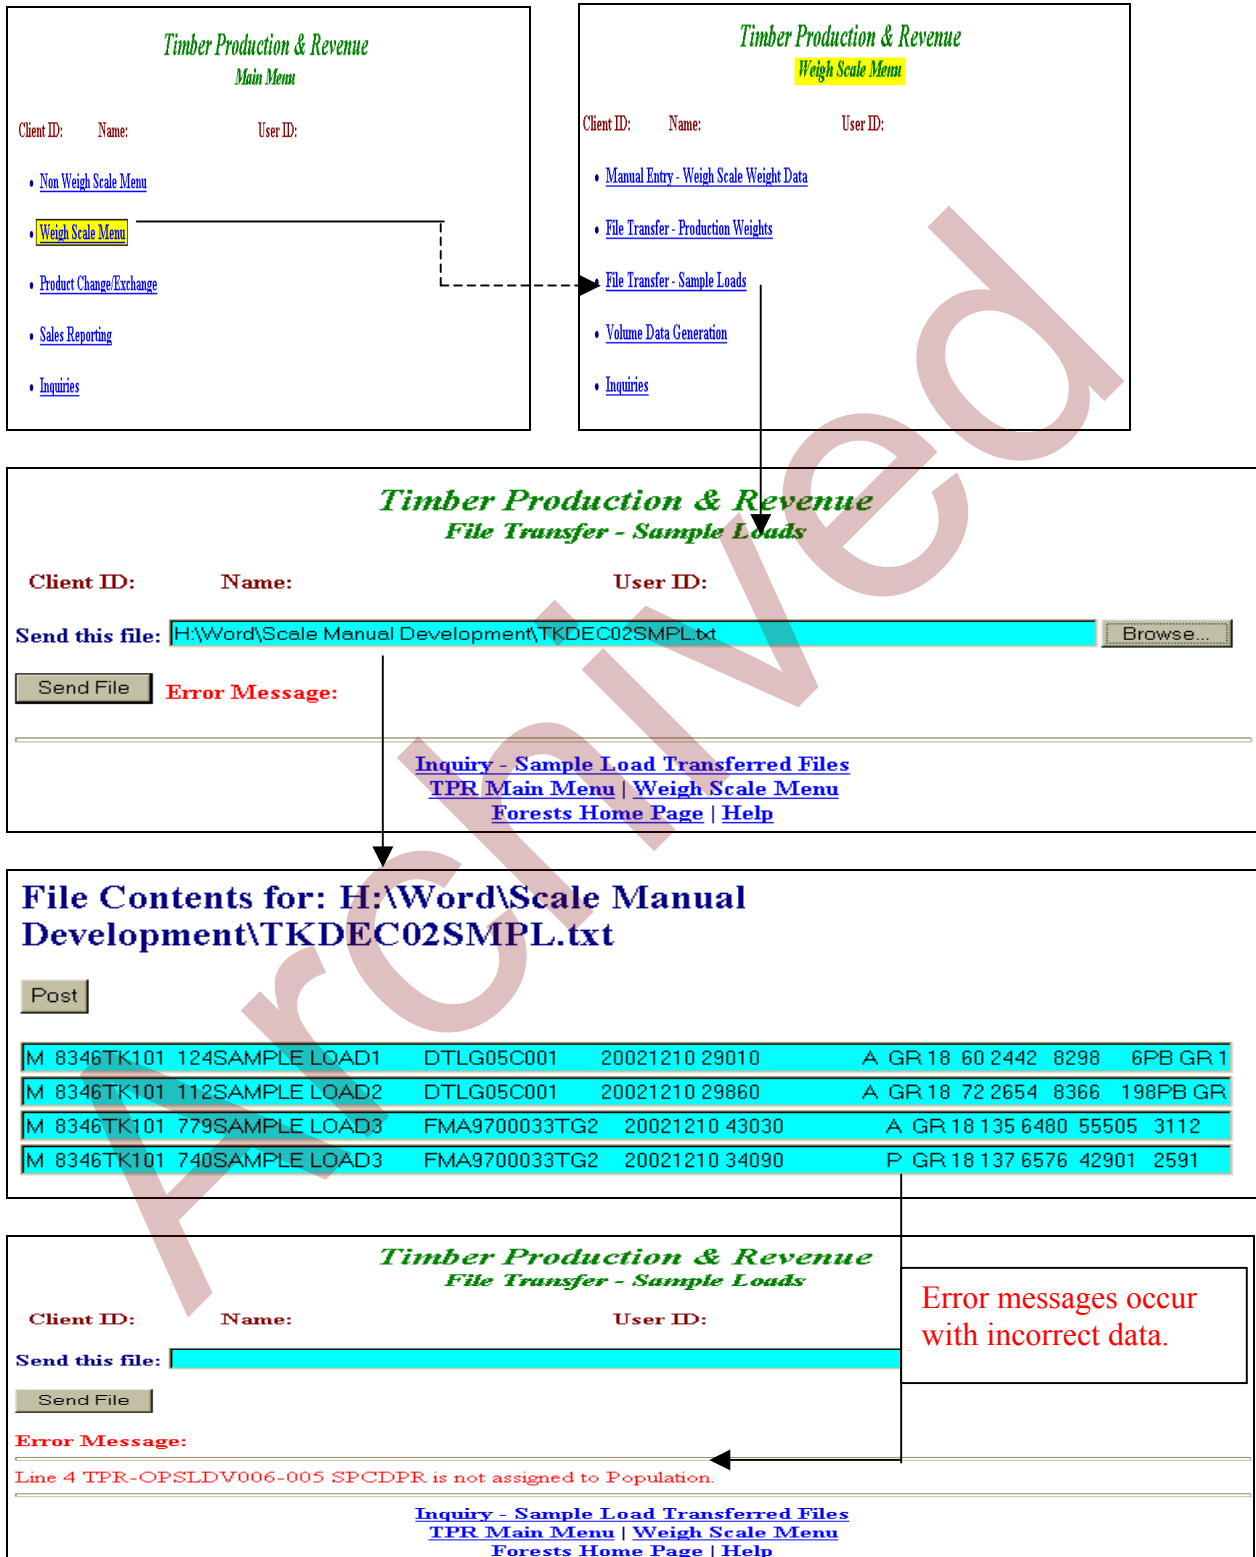 Timber Production & Revenue
Main Menu
Client ID: Name: User ID:
Non Weigh Scale Menu
Weigh Scale Menu
Product Change/Exchange
Sales Reporting
Inquiries
Timber Production & Revenue
Weigh Scale Menu
Client ID: Name: User ID:
Manual Entry - Weigh Scale Weight Data
File Transfer - Production Weights
File Transfer - Sample Loads
Volume Data Generation
Inquiries
Timber Production & Revenue
File Transfer - Sample Loads
Client ID: Name: User ID:
Send this file: H:\Word\Scale Manual Development\TKDEC02SMPL.txt Browse...
Send File Error Message:
Inquiry - Sample Load Transferred Files
TPR Main Menu | Weigh Scale Menu
Forests Home Page | Help
File Contents for: H:\Word\Scale Manual
Development\TKDEC02SMPL.txt
Post
M 8346TK101 124SAMPLE LOAD1 DTLG05C001 20021210 29010 A GR 18 60 2442 8298 6PB GR 1
M 8346TK101 112SAMPLE LOAD2 DTLG05C001 20021210 29860 A GR 18 72 2654 8366 198PB GR
M 8346TK101 779SAMPLE LOAD3 FMA9700033TG2 20021210 43030 A GR 18 135 6480 55505 3112
M 8346TK101 740SAMPLE LOAD3 FMA9700033TG2 20021210 34090 P GR 18 137 6576 42901 2591
Timber Production & Revenue
File Transfer - Sample Loads
Client ID: Name: User ID:
Send this file:
Send File
Error Message:
Line 4 TPR-OPSLDV006-005 SPCDPR is not assigned to Population.
Inquiry - Sample Load Transferred Files
TPR Main Menu | Weigh Scale Menu
Forests Home Page | Help
Error messages occur
with incorrect data.
Archived